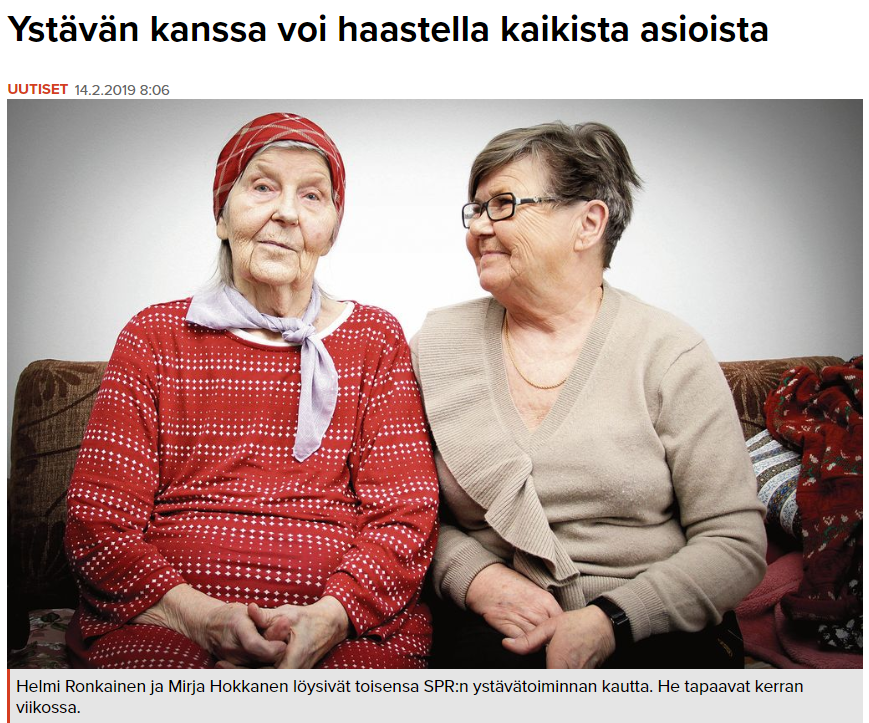 Ystävän kanssa voi haastella kaikista asioista
UUTISET 14.2.2019 8:06
Helmi Ronkainen ja Mirja Hokkanen löysivät toisensa SPR:n ystävätoiminnan kautta. He tapaavat kerran
viikossa.